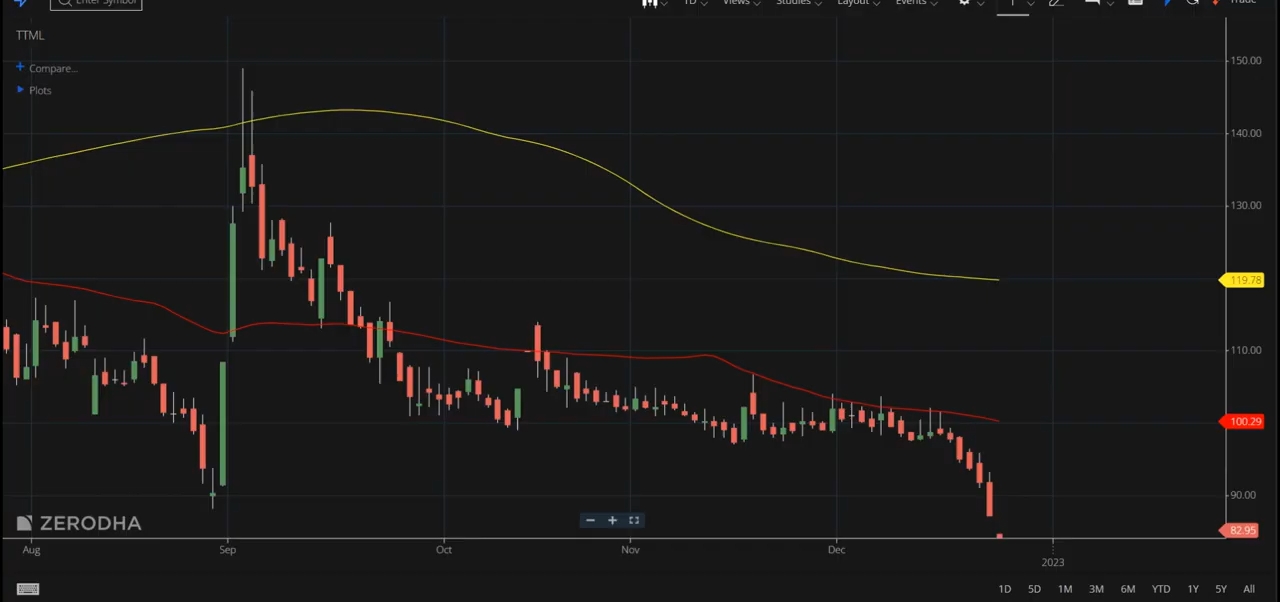 Enter Symbol
1D Views Studies Layout Events Trade
TTML
Compare...
Plots
150.00
140.00
130.00
119.78
110.00
100.29
90.00
82.95
ZERODHA
Aug Sep Oct Nov Dec
2023
1D 5D 1M 3M 6M YTD 1Y 5Y All